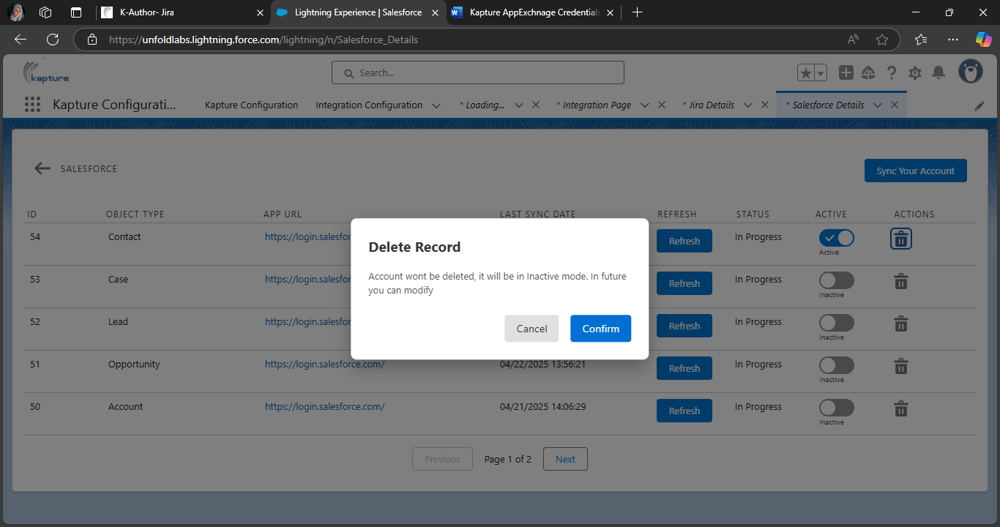 K-Author- Jira
Lightning Experience | Salesforce
Kapture AppExchnage Credentials
https://unfoldlabs.lightning.force.com/lightning/n/Salesforce_Details
kapture
Search...
Kapture Configurati...
Kapture Configuration
Integration Configuration
* Loading...
* Integration Page
* Jira Details
* Salesforce Details
SALESFORCE
Sync Your Account
ID OBJECT TYPE APP URL LAST SYNC DATE REFRESH STATUS ACTIVE ACTIONS
54 Contact https://login.salesfor Refresh In Progress
Active
53 Case https://login.salesfor Refresh In Progress
Inactive
52 Lead https://login.salesfor Refresh In Progress
Inactive
51 Opportunity https://login.salesforce.com/ 04/22/2025 13:56:21 Refresh In Progress
Inactive
50 Account https://login.salesforce.com/ 04/21/2025 14:06:29 Refresh In Progress
Inactive
Delete Record
Account wont be deleted, it will be in Inactive mode. In future
you can modify
Cancel
Confirm
Previous
Page 1 of 2
Next